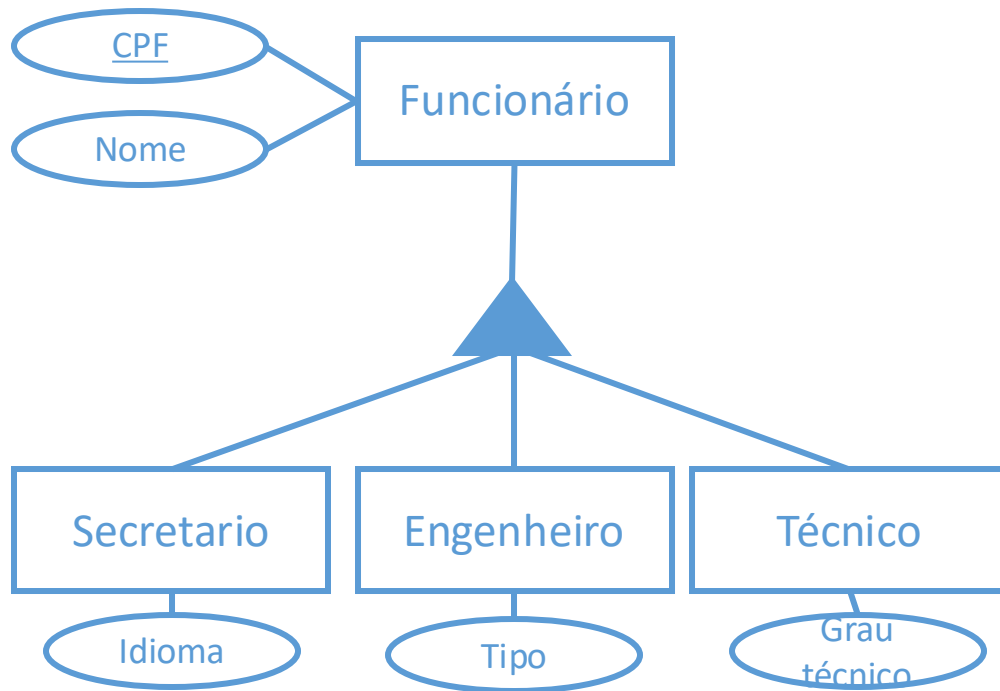 CPF
Funcionário
Nome
Secretario
Engenheiro
Técnico
Idioma
Tipo
Grau
técnico